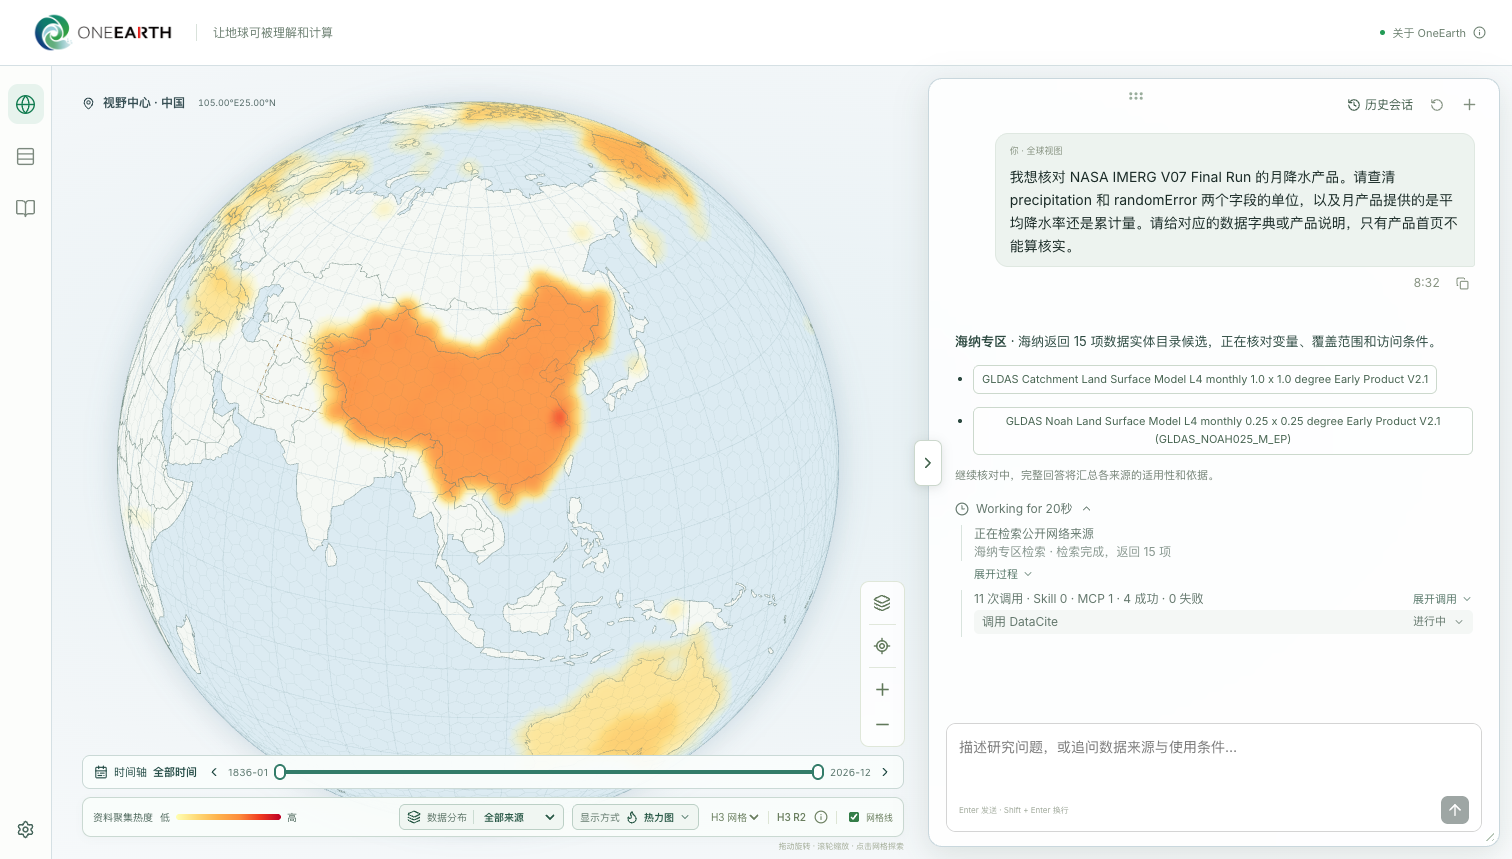 ONEEARTH
让地球可被理解和计算
关于 OneEarth
视野中心 · 中国 105.00°E25.00°N
历史会话
你 · 全球视图
我想核对 NASA IMERG V07 Final Run 的月降水产品。请查清
precipitation 和 randomError 两个字段的单位，以及月产品提供的是平
均降水率还是累计量。请给对应的数据字典或产品说明，只有产品首页不
能算核实。
8:32
海纳专区 · 海纳返回 15 项数据实体目录候选，正在核对变量、覆盖范围和访问条件。
GLDAS Catchment Land Surface Model L4 monthly 1.0 x 1.0 degree Early Product V2.1
GLDAS Noah Land Surface Model L4 monthly 0.25 x 0.25 degree Early Product V2.1
(GLDAS_NOAH025_M_EP)
继续核对中，完整回答将汇总各来源的适用性和依据。
Working for 20秒
正在检索公开网络来源
海纳专区检索 · 检索完成，返回 15 项
展开过程
11 次调用 · Skill 0 · MCP 1 · 4 成功 · 0 失败 展开调用
调用 DataCite 进行中
描述研究问题，或追问数据来源与使用条件...
Enter 发送 · Shift + Enter 换行
时间轴 全部时间 1836-01 2026-12
资料聚集热度 低 高 数据分布 全部来源 显示方式 热力图 H3 网格 H3 R2 网格线
拖动旋转 · 滚轮缩放 · 点击网格探索